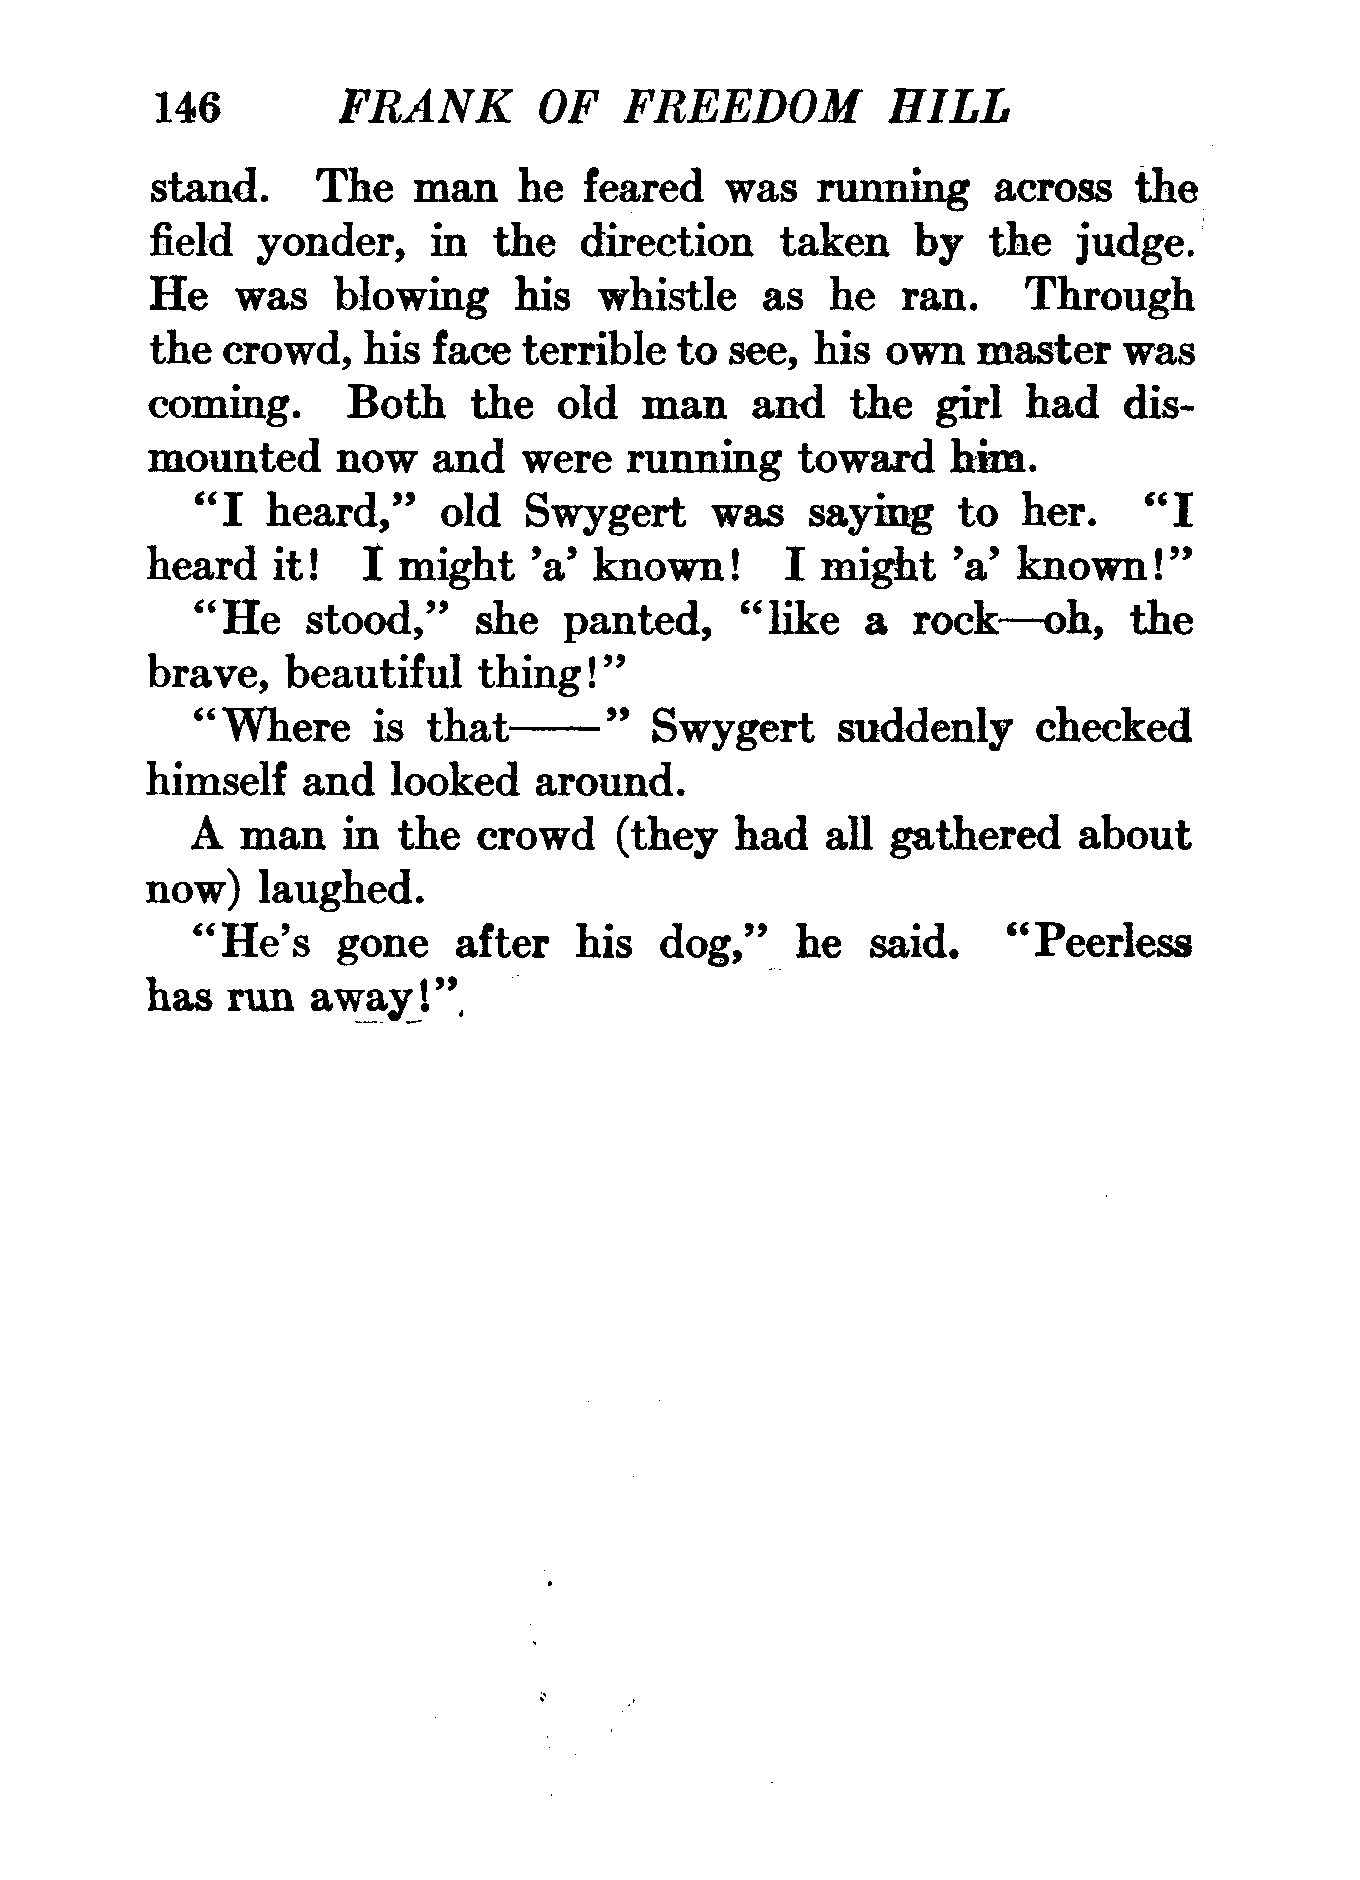 146 FRANK OF FREEDOM HILL
stand. The man he feared was running across the
field yonder, in the direction taken by the judge.
He was blowing his whistle as he ran. Through
the crowd, his face terrible to see, his own master was
coming. Both the old man and the girl had dis-
mounted now and were running toward him.
“I heard,” old Swygert was saying to her. “I
heard it! I might ’a’ known! I might ’a’ known!”
“He stood,” she panted, “like a rock—oh, the
brave, beautiful thing!”
“Where is that——” Swygert suddenly checked
himself and looked around.
A man in the crowd (they had all gathered about
now) laughed.
“He’s gone after his dog,” he said. “Peerless
has run away!”